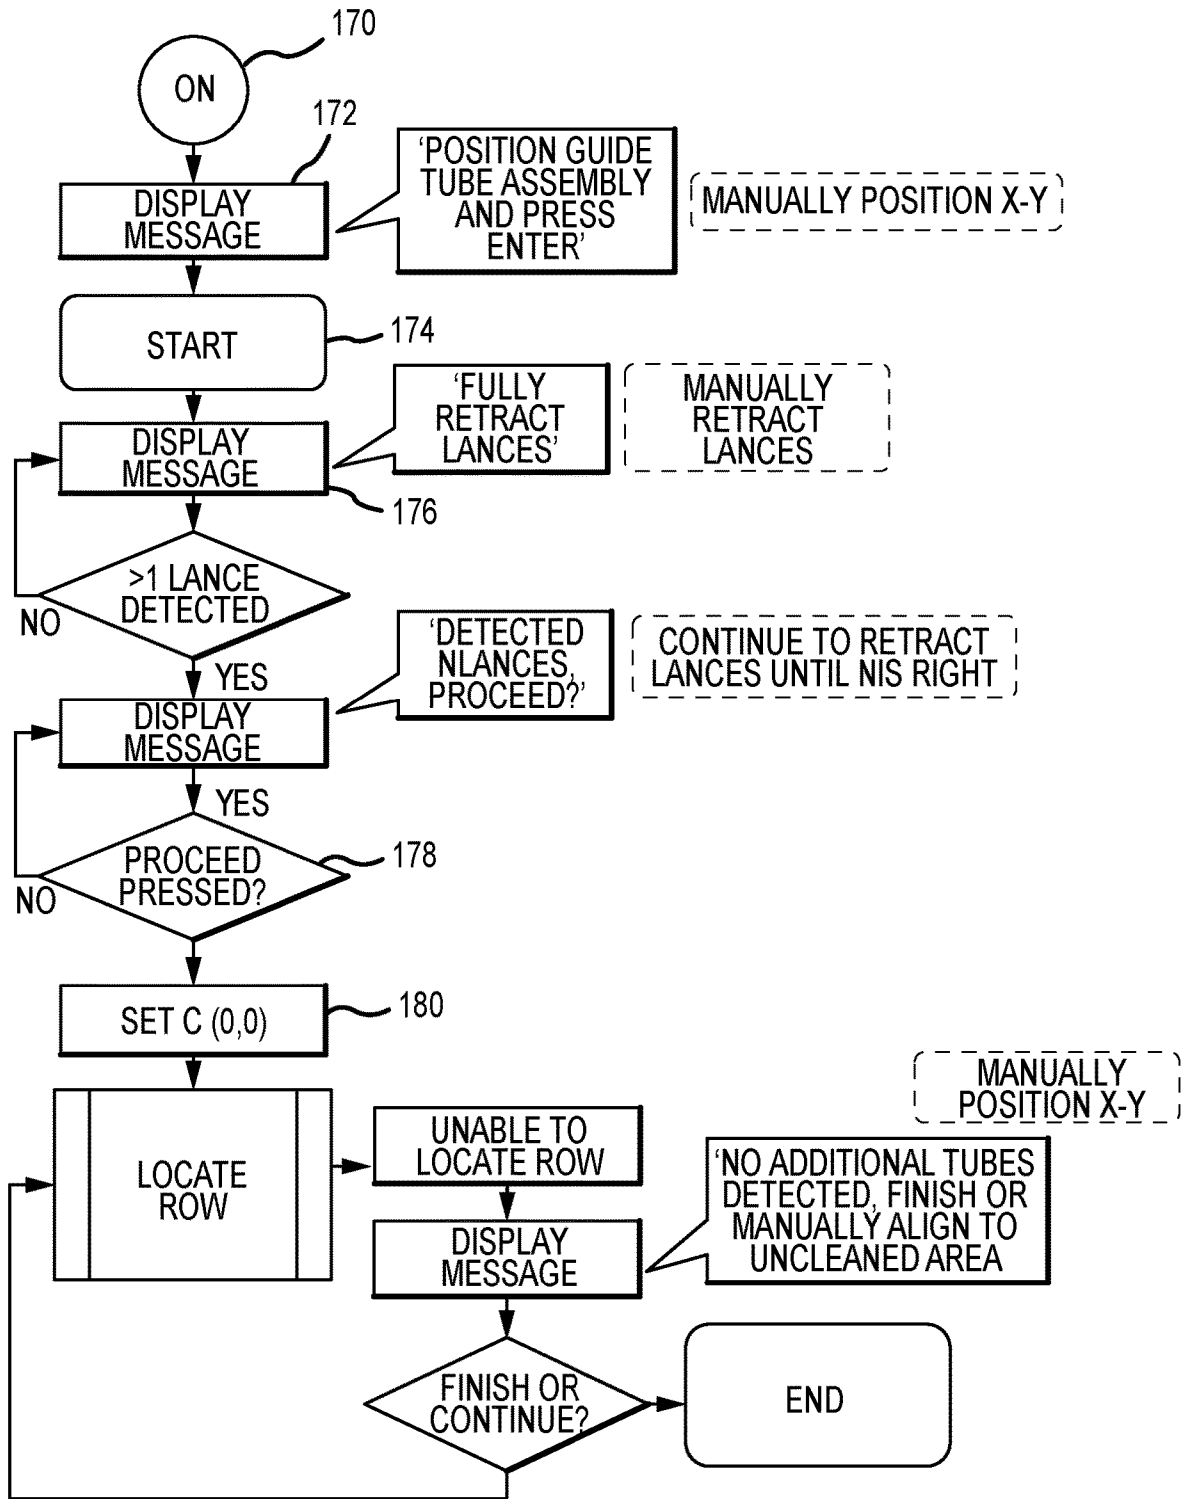 170
ON
172
DISPLAY
MESSAGE
‘POSITION GUIDE
TUBE ASSEMBLY
AND PRESS
ENTER’
MANUALLY POSITION X-Y
START
174
DISPLAY
MESSAGE
‘FULLY
RETRACT
LANCES’
MANUALLY
RETRACT
LANCES
176
>1 LANCE
DETECTED
NO
YES
‘DETECTED
NLANCES,
PROCEED?’
CONTINUE TO RETRACT
LANCES UNTIL NIS RIGHT
DISPLAY
MESSAGE
YES
PROCEED
PRESSED?
178
NO
SET C (0,0)
180
MANUALLY
POSITION X-Y
LOCATE
ROW
UNABLE TO
LOCATE ROW
‘NO ADDITIONAL TUBES
DETECTED, FINISH OR
MANUALLY ALIGN TO
UNCLEANED AREA
DISPLAY
MESSAGE
FINISH OR
CONTINUE?
END